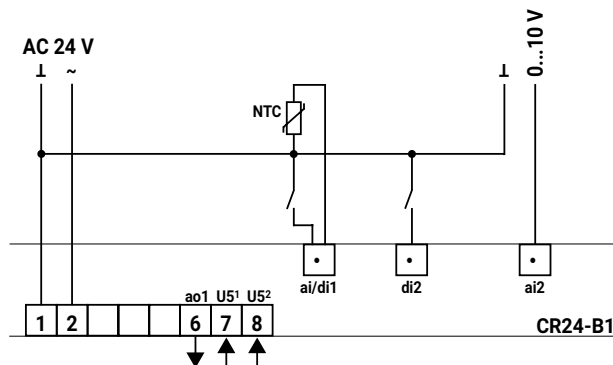 AC 24 V
⊥ ~ ⊥ 0...10 V
NTC
ai/di1 di2 ai2
ao1 U5¹ U5²
1 2 6 7 8
CR24-B1